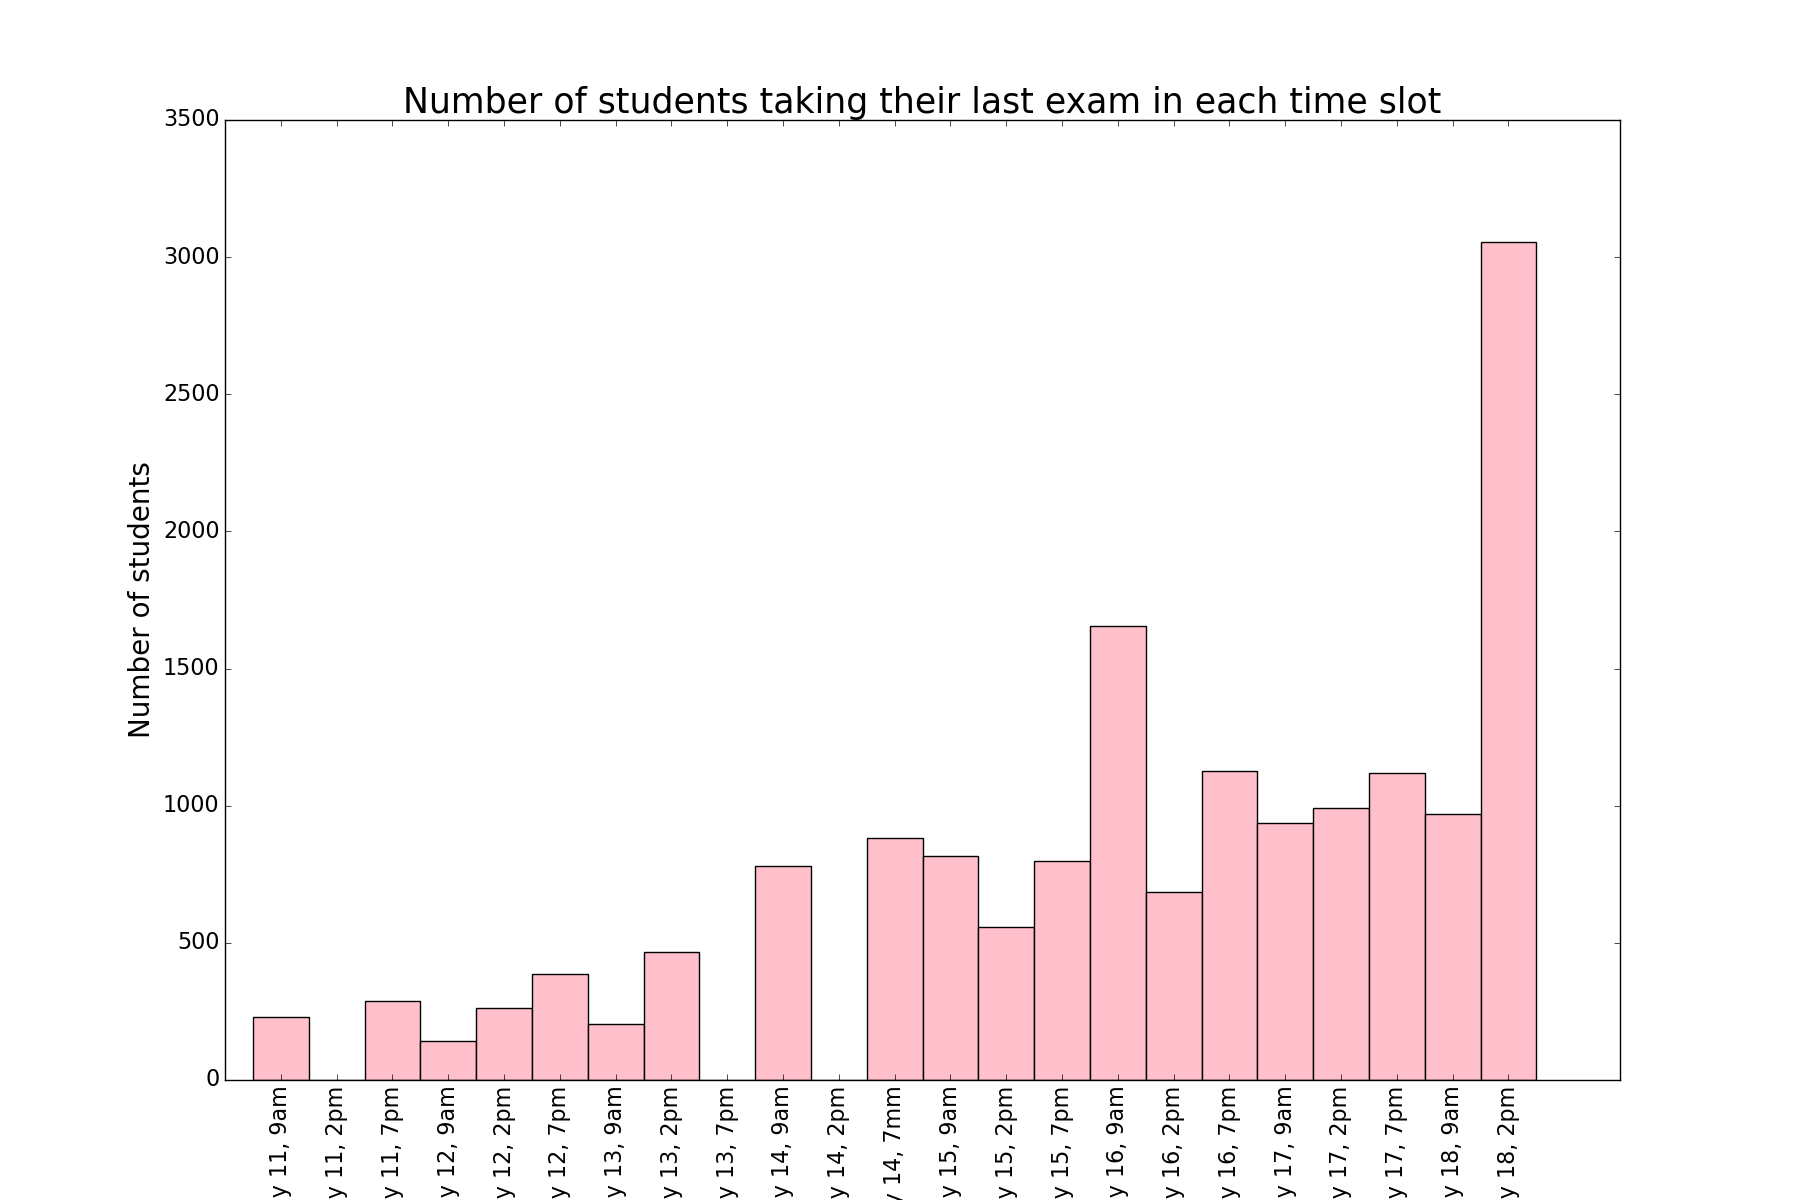 Number of students taking their last exam in each time slot
3500
3000
2500
2000
1500
1000
500
0
Number of students
y 11, 9am
y 11, 2pm
y 11, 7pm
y 12, 9am
y 12, 2pm
y 12, 7pm
y 13, 9am
y 13, 2pm
y 13, 7pm
y 14, 9am
y 14, 2pm
y 14, 7mm
y 15, 9am
y 15, 2pm
y 15, 7pm
y 16, 9am
y 16, 2pm
y 16, 7pm
y 17, 9am
y 17, 2pm
y 17, 7pm
y 18, 9am
y 18, 2pm